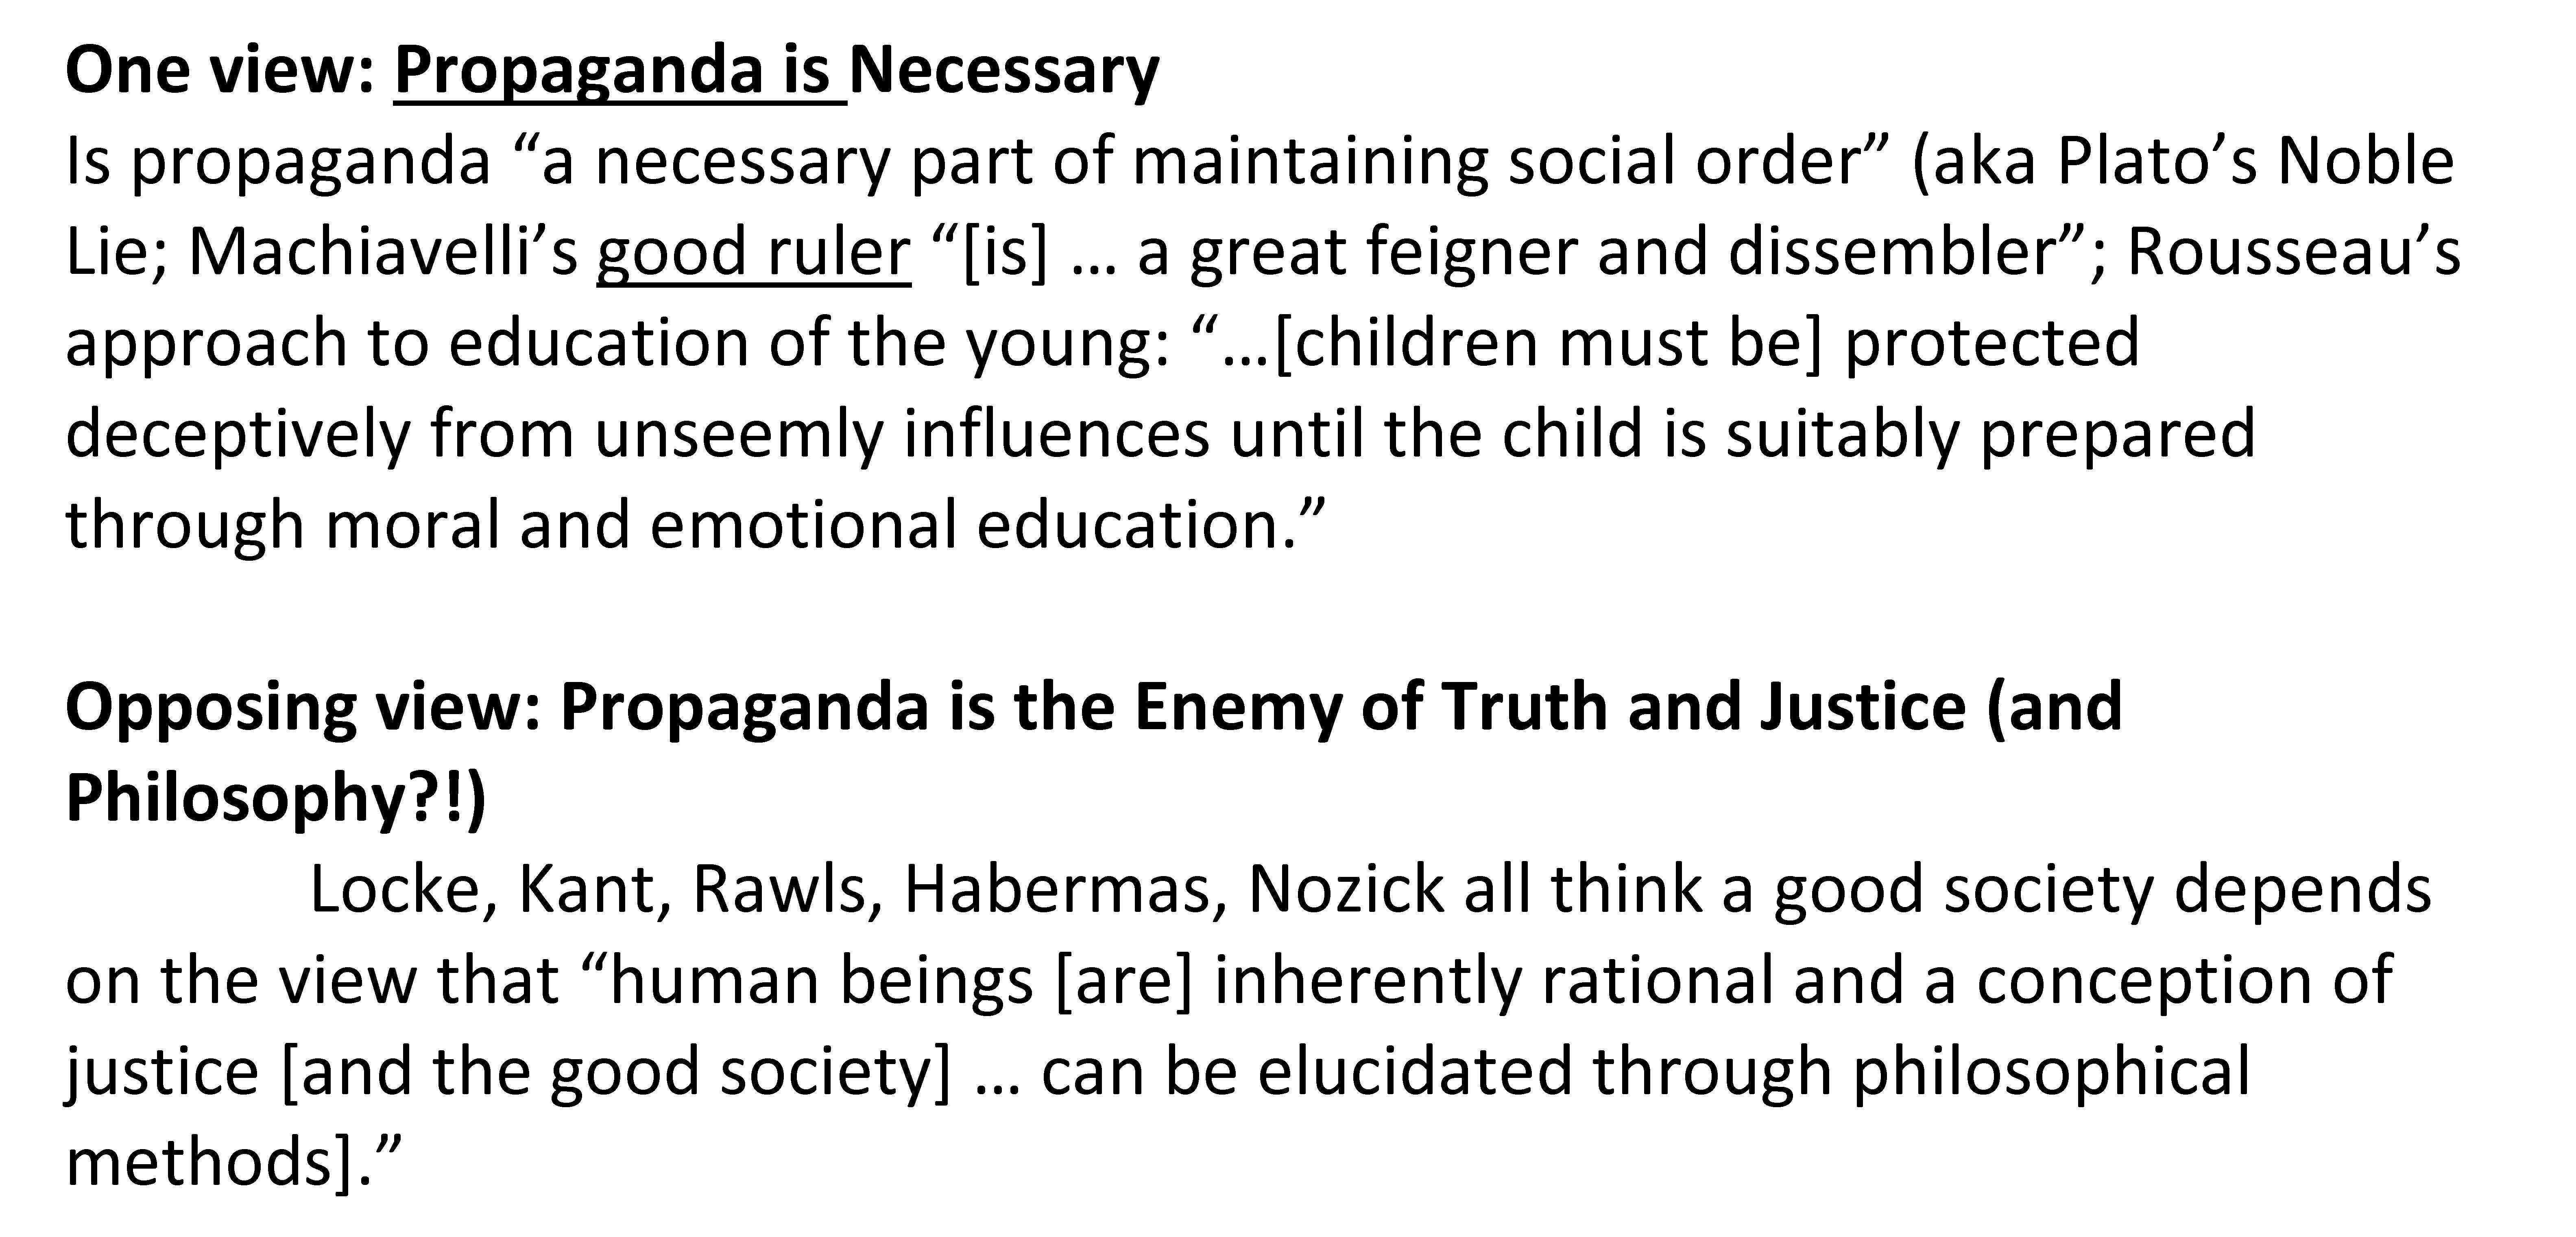 One view: Propaganda is Necessary
Is propaganda “a necessary part of maintaining social order” (aka Plato’s Noble
Lie; Machiavelli’s good ruler “[is] … a great feigner and dissembler”; Rousseau’s
approach to education of the young: “…[children must be] protected
deceptively from unseemly influences until the child is suitably prepared
through moral and emotional education.”
Opposing view: Propaganda is the Enemy of Truth and Justice (and
Philosophy?!)
Locke, Kant, Rawls, Habermas, Nozick all think a good society depends
on the view that “human beings [are] inherently rational and a conception of
justice [and the good society] … can be elucidated through philosophical
methods].”